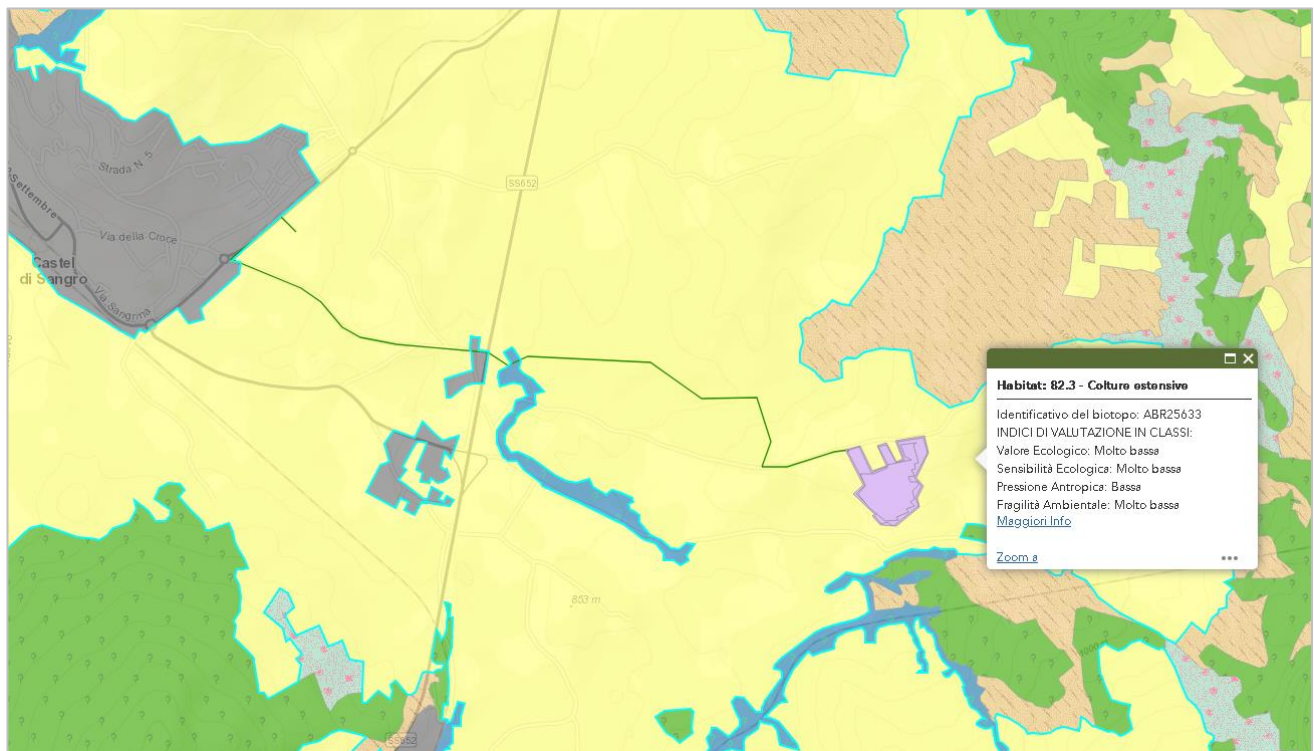 Strada N. 5
Settembre
Via della Croce
Castel
di Sangro
Via Sangrina
SS652
853 m
SS652
Habitat: 82.3 - Colture estensive
Identificativo del biotopo: ABR25633
INDICI DI VALUTAZIONE IN CLASSI:
Valore Ecologico: Molto bassa
Sensibilità Ecologica: Molto bassa
Pressione Antropica: Bassa
Fragilità Ambientale: Molto bassa
Maggiori Info
Zoom a
1000